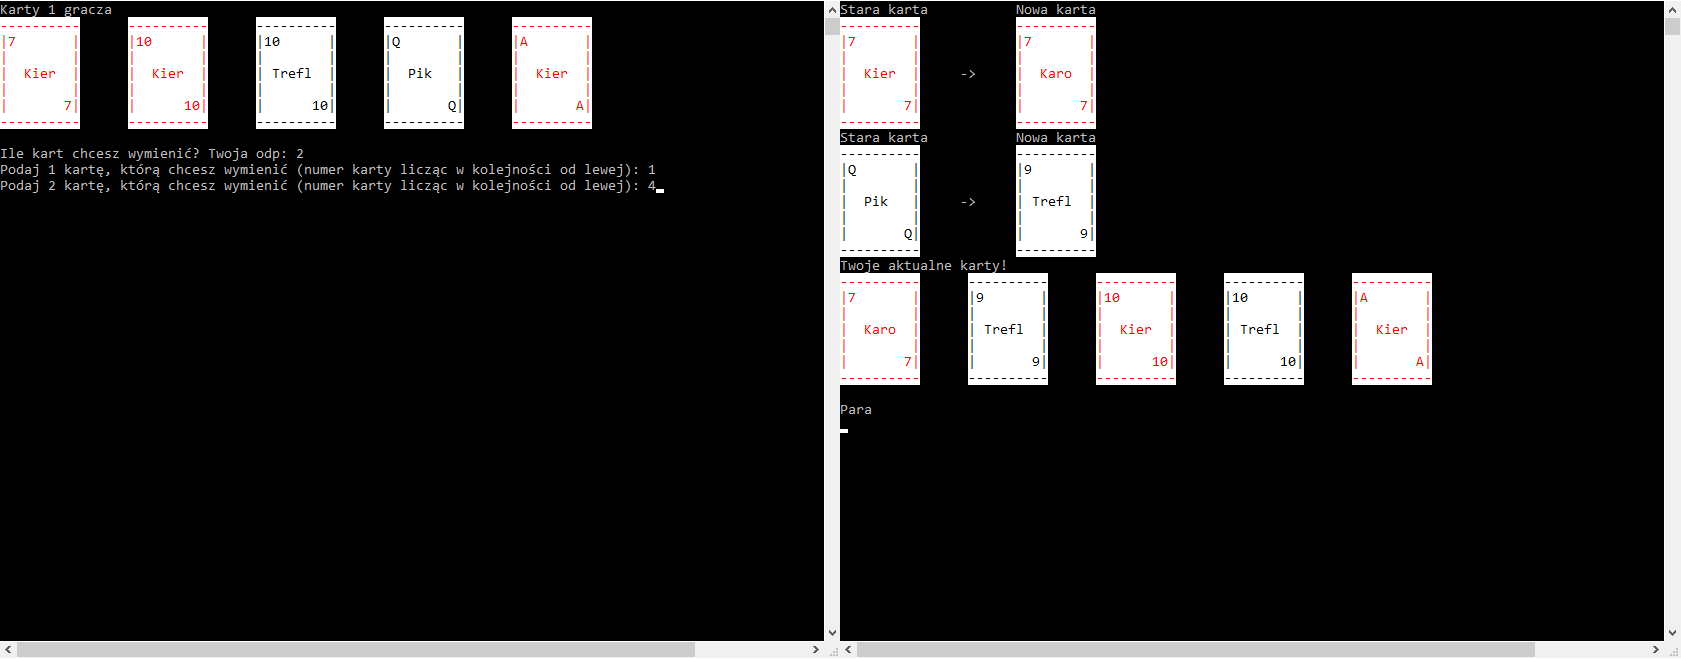 Karty 1 gracza
----------   ----------   ----------   ----------   ----------
|7       |   |10      |   |10      |   |Q       |   |A       |
|        |   |        |   |        |   |        |   |        |
|  Kier  |   |  Kier  |   | Trefl  |   |  Pik   |   |  Kier  |
|        |   |        |   |        |   |        |   |        |
|       7|   |      10|   |      10|   |       Q|   |       A|
----------   ----------   ----------   ----------   ----------
Ile kart chcesz wymienić? Twoja odp: 2
Podaj 1 kartę, którą chcesz wymienić (numer karty licząc w kolejności od lewej): 1
Podaj 2 kartę, którą chcesz wymienić (numer karty licząc w kolejności od lewej): 4
Stara karta           Nowa karta
----------            ----------
|7       |            |7       |
|        |            |        |
|  Kier  |     ->     |  Karo  |
|        |            |        |
|       7|            |       7|
----------            ----------
Stara karta           Nowa karta
----------            ----------
|Q       |            |9       |
|        |            |        |
|  Pik   |     ->     | Trefl  |
|        |            |        |
|       Q|            |       9|
----------            ----------
Twoje aktualne karty!
----------   ----------   ----------   ----------   ----------
|7       |   |9       |   |10      |   |10      |   |A       |
|        |   |        |   |        |   |        |   |        |
|  Karo  |   | Trefl  |   |  Kier  |   | Trefl  |   |  Kier  |
|        |   |        |   |        |   |        |   |        |
|       7|   |       9|   |      10|   |      10|   |       A|
----------   ----------   ----------   ----------   ----------
Para